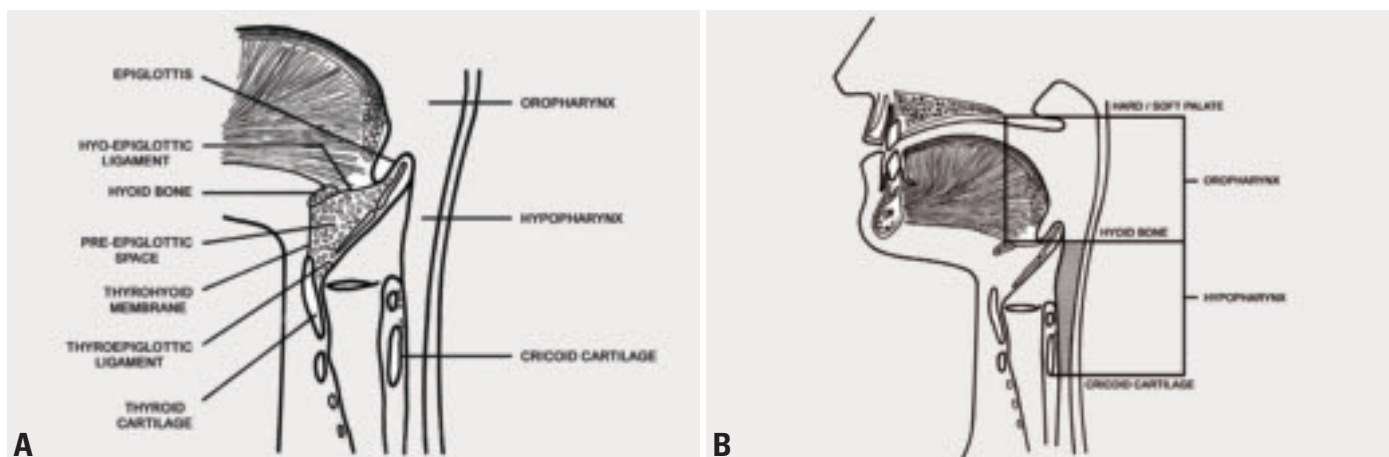 EPIGLOTTIS
HYO-EPIGLOTTIC
LIGAMENT
HYOID BONE
PRE-EPIGLOTTIC
SPACE
THYROHYOID
MEMBRANE
THYROEPIGLOTTIC
LIGAMENT
THYROID
CARTILAGE
OROPHARYNX
HYPOPHARYNX
CRICOID CARTILAGE
A
HARD / SOFT PALATE
OROPHARYNX
HYOID BONE
HYPOPHARYNX
CRICOID CARTILAGE
B